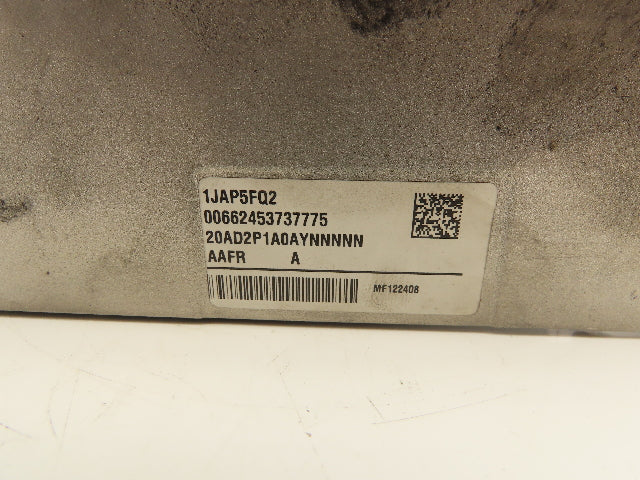 1JAP5FQ2
00662453737775
20AD2P1A0AYNNNNN
AAFR A
MF122408